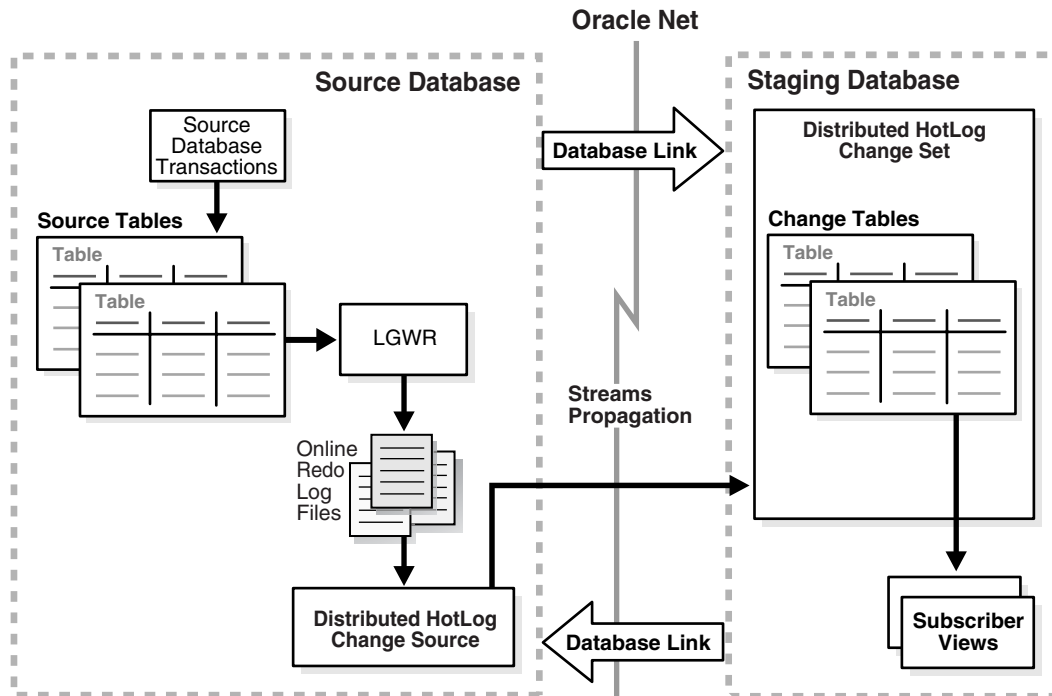 Oracle Net
Source Database
Source
Database
Transactions
Source Tables
Table
Table
LGWR
Online
Redo
Log
Files
Distributed HotLog
Change Source
Database Link
Streams
Propagation
Database Link
Staging Database
Distributed HotLog
Change Set
Change Tables
Table
Table
Subscriber
Views